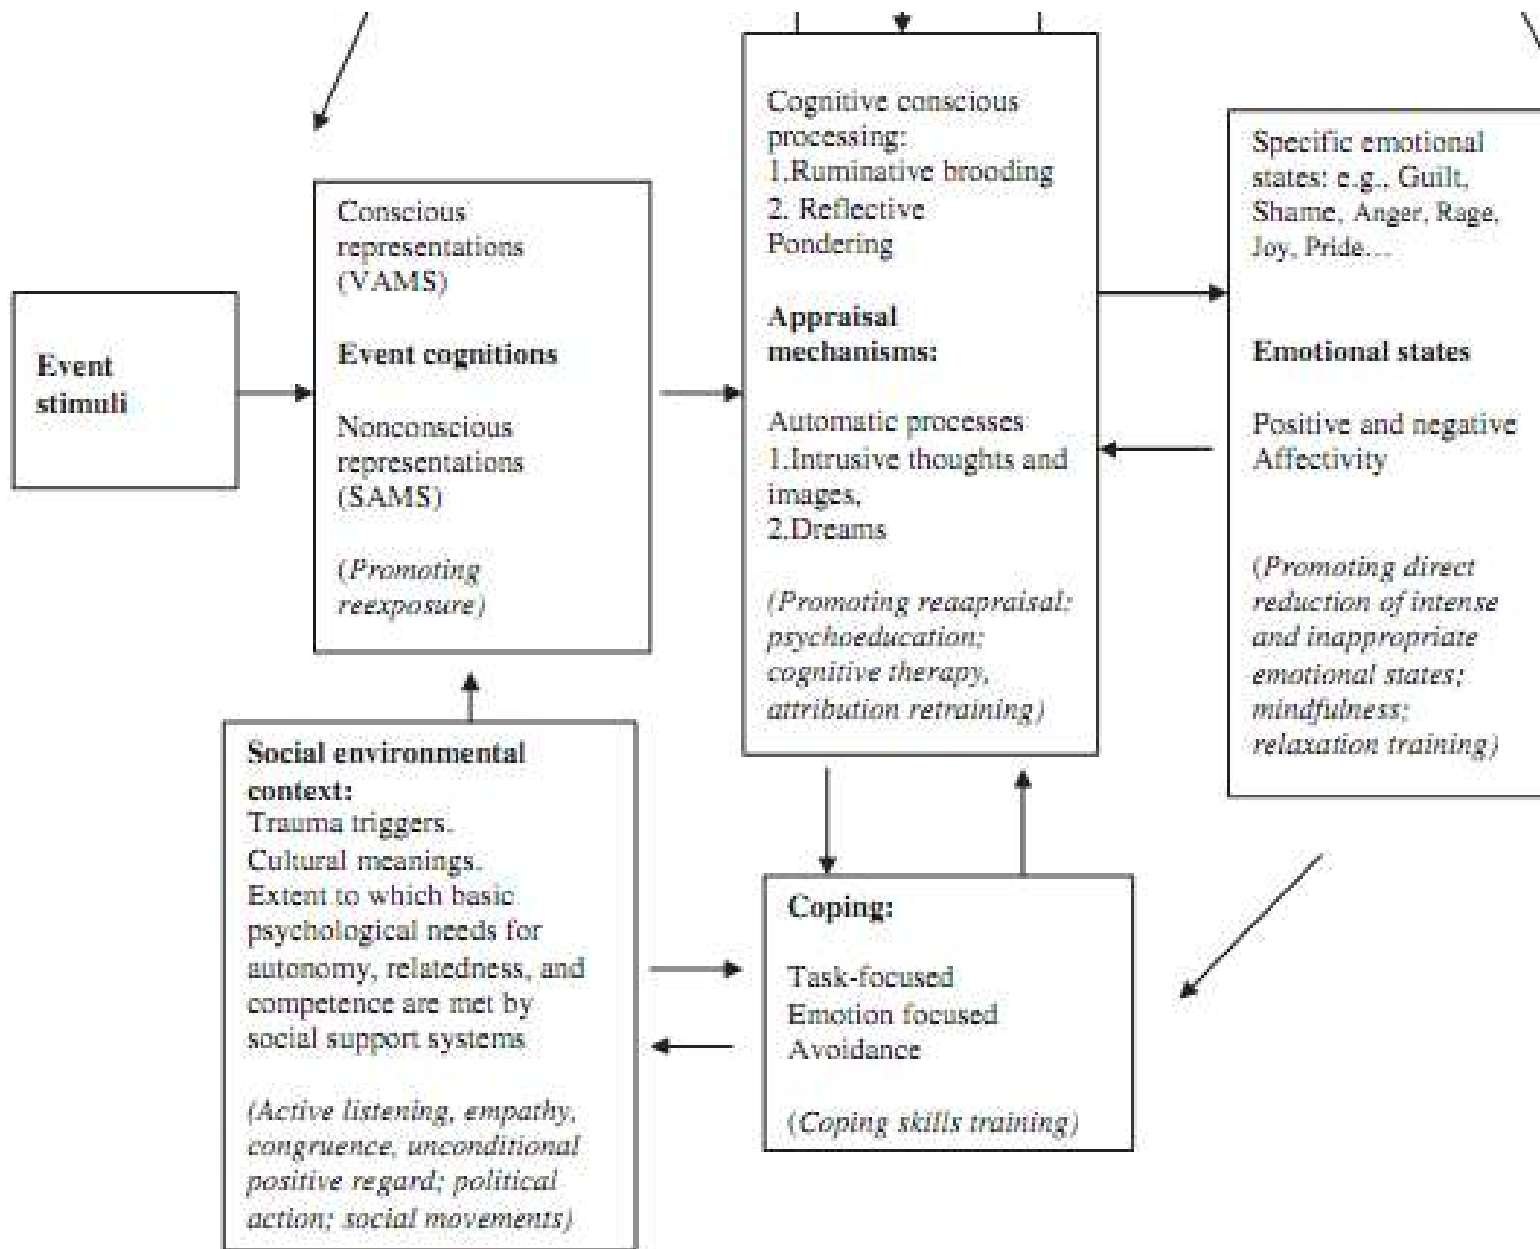 Event
stimuli
Conscious
representations
(VAMS)
Event cognitions
Nonconscious
representations
(SAMS)
(Promoting
reexposure)
Cognitive conscious
processing:
1.Ruminative brooding
2. Reflective
Pondering
Appraisal
mechanisms:
Automatic processes
1.Intrusive thoughts and
images,
2.Dreams
(Promoting reaapraisal:
psychoeducation;
cognitive therapy,
attribution retraining)
Specific emotional
states: e.g., Guilt,
Shame, Anger, Rage,
Joy, Pride...
Emotional states
Positive and negative
Affectivity
(Promoting direct
reduction of intense
and inappropriate
emotional states;
mindfulness;
relaxation training)
Social environmental
context:
Trauma triggers.
Cultural meanings.
Extent to which basic
psychological needs for
autonomy, relatedness, and
competence are met by
social support systems
(Active listening, empathy,
congruence, unconditional
positive regard; political
action; social movements)
Coping:
Task-focused
Emotion focused
Avoidance
(Coping skills training)